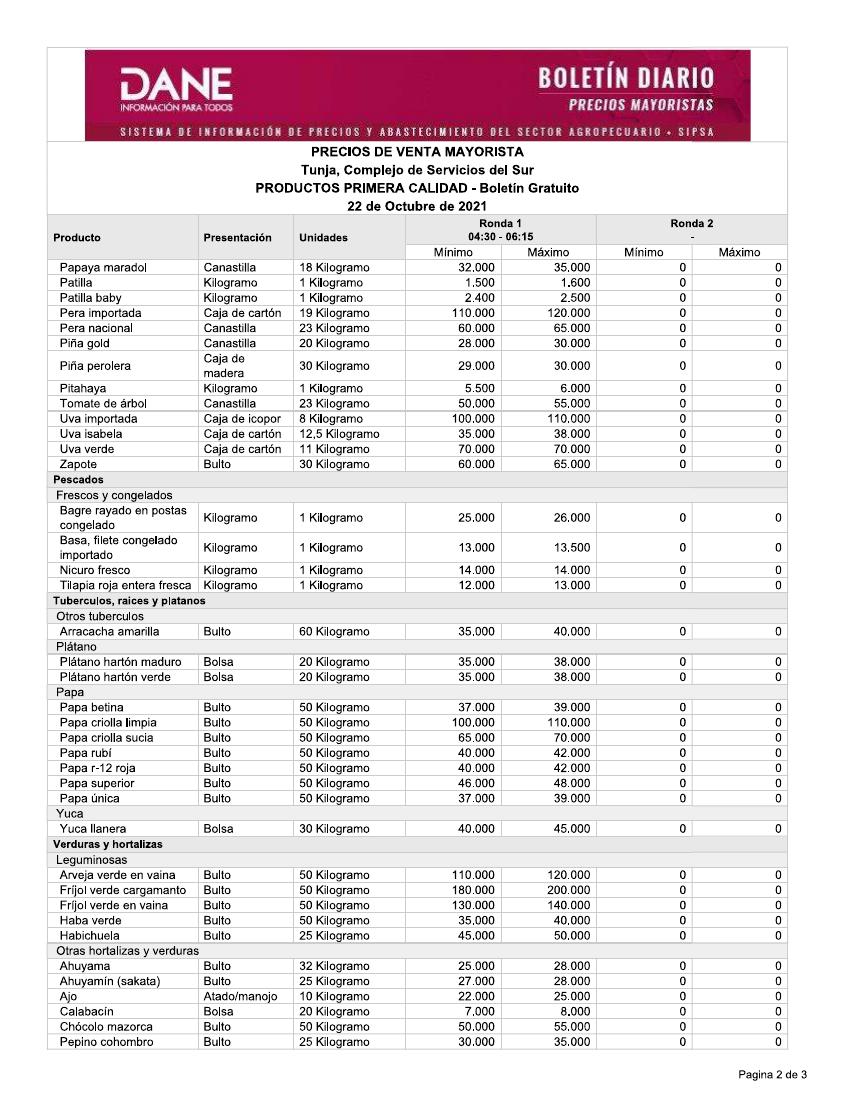 DANE
INFORMACIÓN PARA TODOS
BOLETÍN DIARIO
PRECIOS MAYORISTAS
SISTEMA DE INFORMACIÓN DE PRECIOS Y ABASTECIMIENTO DEL SECTOR AGROPECUARIO • SIPSA
PRECIOS DE VENTA MAYORISTA
Tunja, Complejo de Servicios del Sur
PRODUCTOS PRIMERA CALIDAD - Boletín Gratuito
22 de Octubre de 2021
Producto Presentación Unidades Ronda 1 04:30 - 06:15 Ronda 2 -
Mínimo Máximo Mínimo Máximo
Papaya maradol Canastilla 18 Kilogramo 32.000 35.000 0 0
Patilla Kilogramo 1 Kilogramo 1.500 1.600 0 0
Patilla baby Kilogramo 1 Kilogramo 2.400 2.500 0 0
Pera importada Caja de cartón 19 Kilogramo 110.000 120.000 0 0
Pera nacional Canastilla 23 Kilogramo 60.000 65.000 0 0
Piña gold Canastilla 20 Kilogramo 28.000 30.000 0 0
Piña perolera Caja de madera 30 Kilogramo 29.000 30.000 0 0
Pitahaya Kilogramo 1 Kilogramo 5.500 6.000 0 0
Tomate de árbol Canastilla 23 Kilogramo 50.000 55.000 0 0
Uva importada Caja de icopor 8 Kilogramo 100.000 110.000 0 0
Uva isabela Caja de cartón 12,5 Kilogramo 35.000 38.000 0 0
Uva verde Caja de cartón 11 Kilogramo 70.000 70.000 0 0
Zapote Bulto 30 Kilogramo 60.000 65.000 0 0
Pescados
Frescos y congelados
Bagre rayado en postas congelado Kilogramo 1 Kilogramo 25.000 26.000 0 0
Basa, filete congelado importado Kilogramo 1 Kilogramo 13.000 13.500 0 0
Nicuro fresco Kilogramo 1 Kilogramo 14.000 14.000 0 0
Tilapia roja entera fresca Kilogramo 1 Kilogramo 12.000 13.000 0 0
Tuberculos, raices y platanos
Otros tuberculos
Arracacha amarilla Bulto 60 Kilogramo 35.000 40.000 0 0
Plátano
Plátano hartón maduro Bolsa 20 Kilogramo 35.000 38.000 0 0
Plátano hartón verde Bolsa 20 Kilogramo 35.000 38.000 0 0
Papa
Papa betina Bulto 50 Kilogramo 37.000 39.000 0 0
Papa criolla limpia Bulto 50 Kilogramo 100.000 110.000 0 0
Papa criolla sucia Bulto 50 Kilogramo 65.000 70.000 0 0
Papa rubí Bulto 50 Kilogramo 40.000 42.000 0 0
Papa r-12 roja Bulto 50 Kilogramo 40.000 42.000 0 0
Papa superior Bulto 50 Kilogramo 46.000 48.000 0 0
Papa única Bulto 50 Kilogramo 37.000 39.000 0 0
Yuca
Yuca llanera Bolsa 30 Kilogramo 40.000 45.000 0 0
Verduras y hortalizas
Leguminosas
Arveja verde en vaina Bulto 50 Kilogramo 110.000 120.000 0 0
Fríjol verde cargamanto Bulto 50 Kilogramo 180.000 200.000 0 0
Fríjol verde en vaina Bulto 50 Kilogramo 130.000 140.000 0 0
Haba verde Bulto 50 Kilogramo 35.000 40.000 0 0
Habichuela Bulto 25 Kilogramo 45.000 50.000 0 0
Otras hortalizas y verduras
Ahuyama Bulto 32 Kilogramo 25.000 28.000 0 0
Ahuyamín (sakata) Bulto 25 Kilogramo 27.000 28.000 0 0
Ajo Atado/manojo 10 Kilogramo 22.000 25.000 0 0
Calabacín Bolsa 20 Kilogramo 7.000 8.000 0 0
Chócolo mazorca Bulto 50 Kilogramo 50.000 55.000 0 0
Pepino cohombro Bulto 25 Kilogramo 30.000 35.000 0 0
Pagina 2 de 3